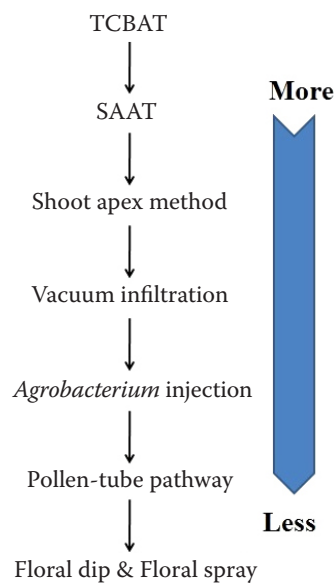 TCBAT
More
SAAT
Shoot apex method
Vacuum infiltration
Agrobacterium injection
Pollen-tube pathway
Less
Floral dip & Floral spray